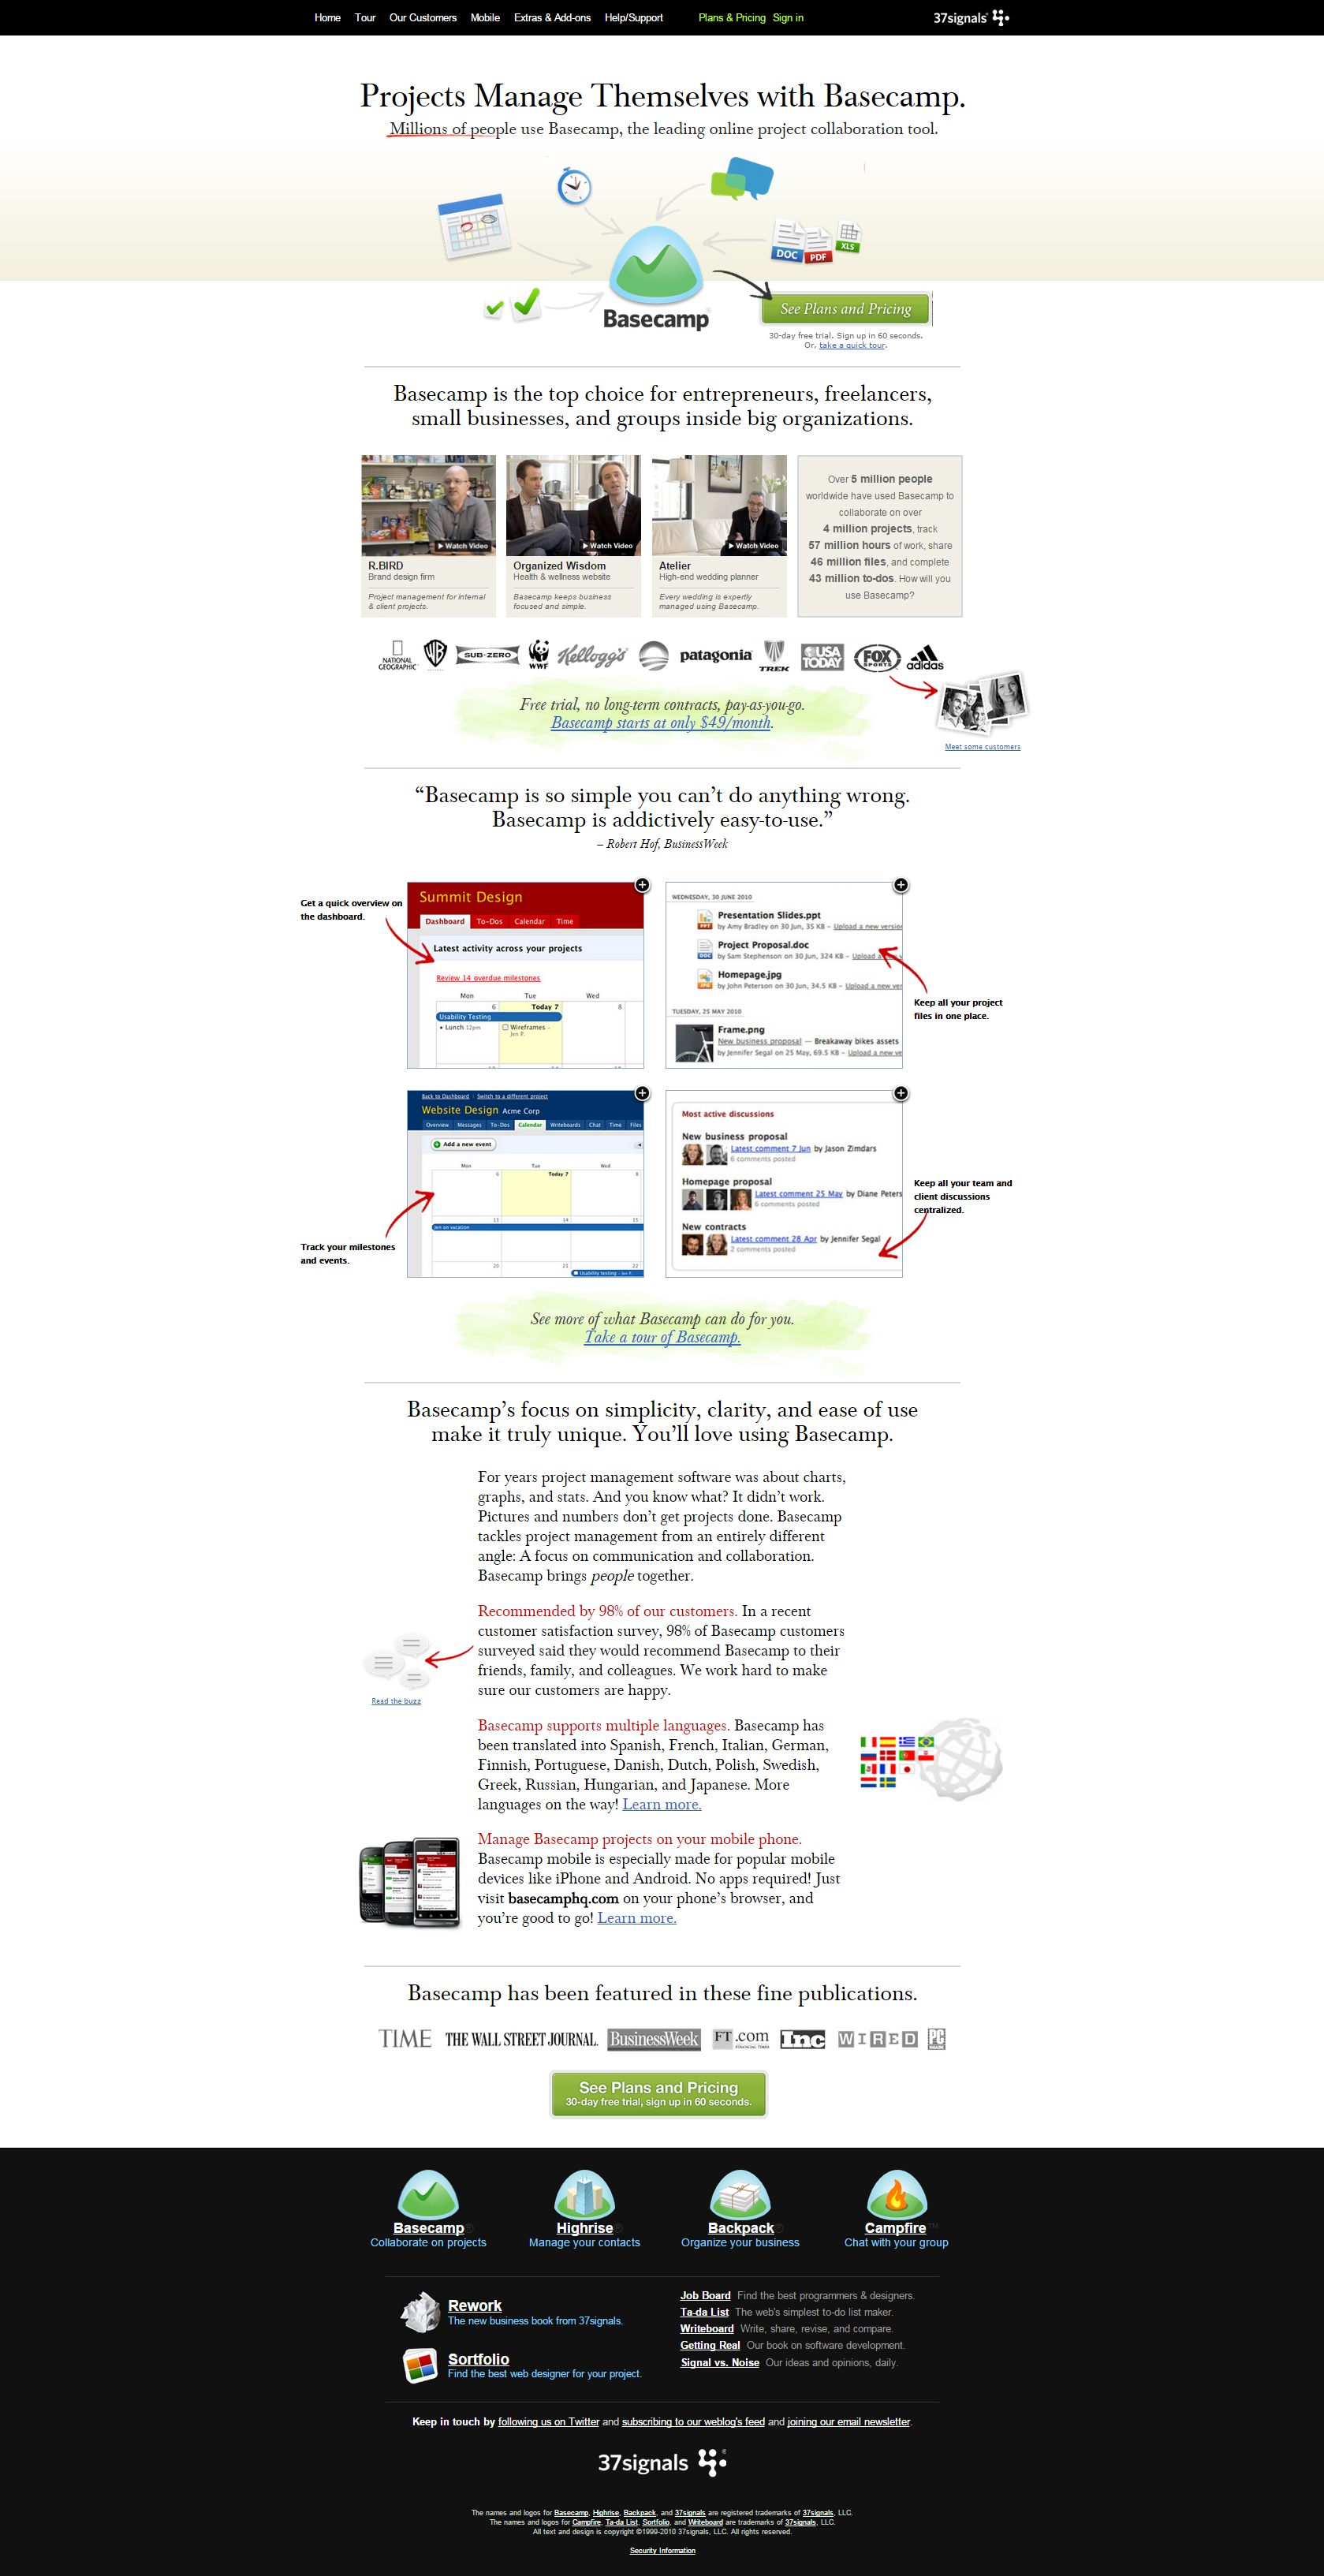 Home Tour Our Customers Mobile Extras & Add-ons Help/Support Plans & Pricing Sign in 37signals
Projects Manage Themselves with Basecamp.
Millions of people use Basecamp, the leading online project collaboration tool.
DOC PDF XLS
Basecamp
See Plans and Pricing
30-day free trial. Sign up in 60 seconds.
Or, take a quick tour.
Basecamp is the top choice for entrepreneurs, freelancers,
small businesses, and groups inside big organizations.
Watch Video
R.BIRD
Brand design firm
Project management for internal
& client projects.
Watch Video
Organized Wisdom
Health & wellness website
Basecamp keeps business
focused and simple.
Watch Video
Atelier
High-end wedding planner
Every wedding is expertly
managed using Basecamp.
Over 5 million people
worldwide have used Basecamp to
collaborate on over
4 million projects, track
57 million hours of work, share
46 million files, and complete
43 million to-dos. How will you
use Basecamp?
NATIONAL
GEOGRAPHIC
WB
SUB-ZERO
WWF
Kellogg's
patagonia
TREK
USA
TODAY
FOX
SPORTS
adidas
Free trial, no long-term contracts, pay-as-you-go.
Basecamp starts at only $49/month.
Meet some customers
“Basecamp is so simple you can’t do anything wrong.
Basecamp is addictively easy-to-use.”
– Robert Hof, BusinessWeek
Get a quick overview on
the dashboard.
Summit Design
Dashboard To-Dos Calendar Time
Latest activity across your projects
Review 14 overdue milestones
Mon Tue Wed
6 Today 7 8
Usability Testing
• Lunch 12pm Wireframes -
Jen F.
WEDNESDAY, 30 JUNE 2010
Presentation Slides.ppt
by Amy Bradley on 30 Jun, 35 KB – Upload a new version
Project Proposal.doc
by Sam Stephenson on 30 Jun, 324 KB – Upload a
Homepage.jpg
by John Peterson on 30 Jun, 34.5 KB – Upload a new ver
TUESDAY, 25 MAY 2010
Frame.png
New business proposal — Breakaway bikes assets
by Jennifer Segal on 25 May, 69.5 KB – Upload a new ve
Keep all your project
files in one place.
Back to Dashboard | Switch to a different project
Website Design Acme Corp
Overview Messages To-Dos Calendar Writeboards Chat Time Files
Add a new event
Mon Tue Wed
6 Today 7 8
13 14 15
Jen on vacation
20 21 22
Usability testing - Jen F.
Track your milestones
and events.
Most active discussions
New business proposal
Latest comment 7 Jun by Jason Zimdars
6 comments posted
Homepage proposal
Latest comment 25 May by Diane Peters
6 comments posted
New contracts
Latest comment 28 Apr by Jennifer Segal
2 comments posted
Keep all your team and
client discussions
centralized.
See more of what Basecamp can do for you.
Take a tour of Basecamp.
Basecamp’s focus on simplicity, clarity, and ease of use
make it truly unique. You’ll love using Basecamp.
For years project management software was about charts,
graphs, and stats. And you know what? It didn’t work.
Pictures and numbers don’t get projects done. Basecamp
tackles project management from an entirely different
angle: A focus on communication and collaboration.
Basecamp brings people together.
Recommended by 98% of our customers. In a recent
customer satisfaction survey, 98% of Basecamp customers
surveyed said they would recommend Basecamp to their
friends, family, and colleagues. We work hard to make
sure our customers are happy.
Read the buzz
Basecamp supports multiple languages. Basecamp has
been translated into Spanish, French, Italian, German,
Finnish, Portuguese, Danish, Dutch, Polish, Swedish,
Greek, Russian, Hungarian, and Japanese. More
languages on the way! Learn more.
Manage Basecamp projects on your mobile phone.
Basecamp mobile is especially made for popular mobile
devices like iPhone and Android. No apps required! Just
visit basecamphq.com on your phone’s browser, and
you’re good to go! Learn more.
Basecamp has been featured in these fine publications.
TIME THE WALL STREET JOURNAL. BusinessWeek FT.com Inc WIRED PC
FINANCIAL TIMES
See Plans and Pricing
30-day free trial, sign up in 60 seconds.
Basecamp® Highrise® Backpack® Campfire™
Collaborate on projects Manage your contacts Organize your business Chat with your group
Rework
The new business book from 37signals.
Sortfolio
Find the best web designer for your project.
Job Board Find the best programmers & designers.
Ta-da List The web's simplest to-do list maker.
Writeboard Write, share, revise, and compare.
Getting Real Our book on software development.
Signal vs. Noise Our ideas and opinions, daily.
Keep in touch by following us on Twitter and subscribing to our weblog's feed and joining our email newsletter.
37signals®
The names and logos for Basecamp, Highrise, Backpack, and 37signals are registered trademarks of 37signals, LLC.
The names and logos for Campfire, Ta-da List, Sortfolio, and Writeboard are trademarks of 37signals, LLC.
All text and design is copyright ©1999-2010 37signals, LLC. All rights reserved.
Security Information